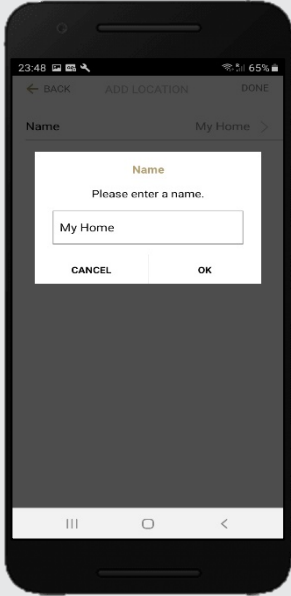 23:48 65%
BACK ADD LOCATION DONE
Name My Home
Name
Please enter a name.
My Home
CANCEL OK